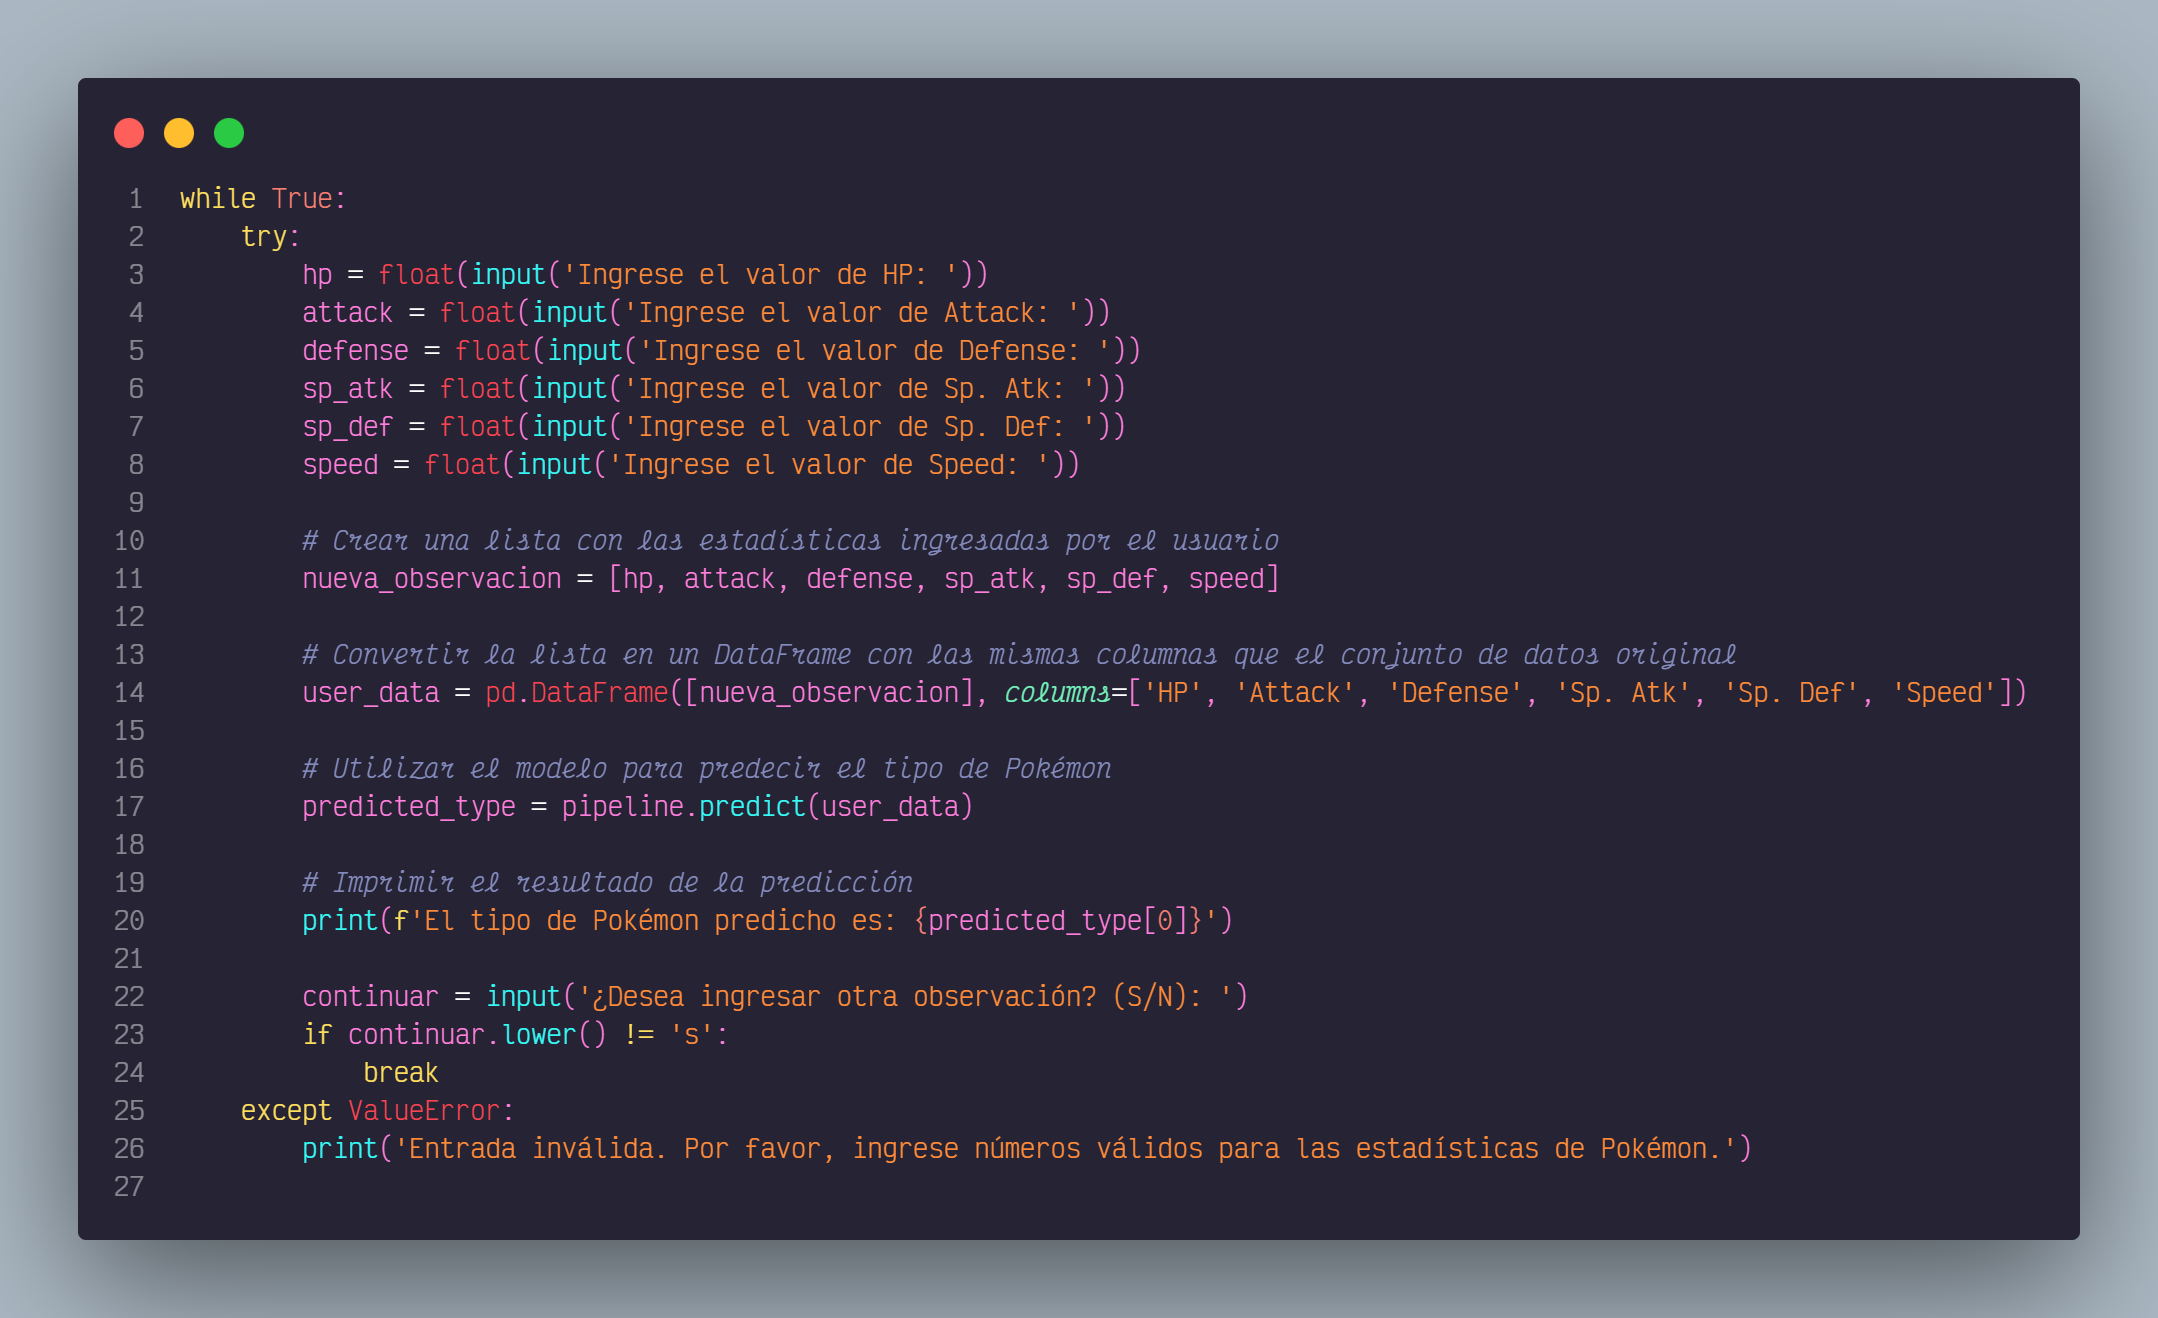 1 while True:
2     try:
3         hp = float(input('Ingrese el valor de HP: '))
4         attack = float(input('Ingrese el valor de Attack: '))
5         defense = float(input('Ingrese el valor de Defense: '))
6         sp_atk = float(input('Ingrese el valor de Sp. Atk: '))
7         sp_def = float(input('Ingrese el valor de Sp. Def: '))
8         speed = float(input('Ingrese el valor de Speed: '))
9
10         # Crear una lista con las estadísticas ingresadas por el usuario
11         nueva_observacion = [hp, attack, defense, sp_atk, sp_def, speed]
12
13         # Convertir la lista en un DataFrame con las mismas columnas que el conjunto de datos original
14         user_data = pd.DataFrame([nueva_observacion], columns=['HP', 'Attack', 'Defense', 'Sp. Atk', 'Sp. Def', 'Speed'])
15
16         # Utilizar el modelo para predecir el tipo de Pokémon
17         predicted_type = pipeline.predict(user_data)
18
19         # Imprimir el resultado de la predicción
20         print(f'El tipo de Pokémon predicho es: {predicted_type[0]}')
21
22         continuar = input('¿Desea ingresar otra observación? (S/N): ')
23         if continuar.lower() != 's':
24             break
25     except ValueError:
26         print('Entrada inválida. Por favor, ingrese números válidos para las estadísticas de Pokémon.')
27